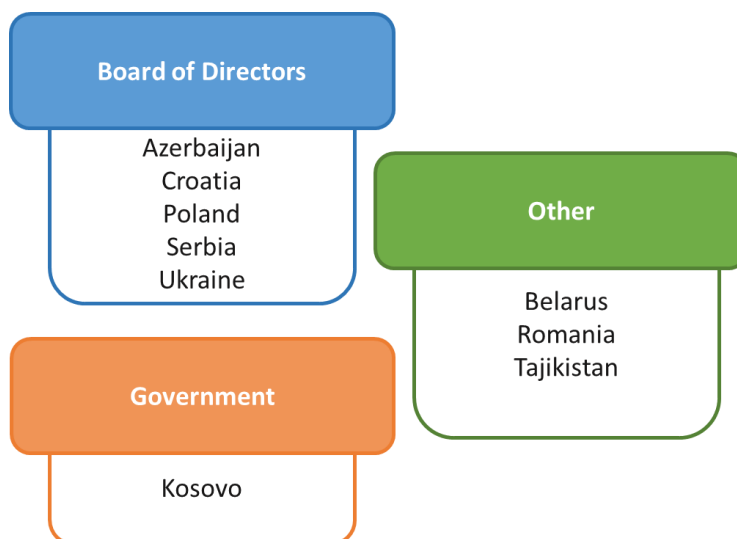 Board of Directors
Azerbaijan
Croatia
Poland
Serbia
Ukraine
Other
Belarus
Romania
Tajikistan
Government
Kosovo